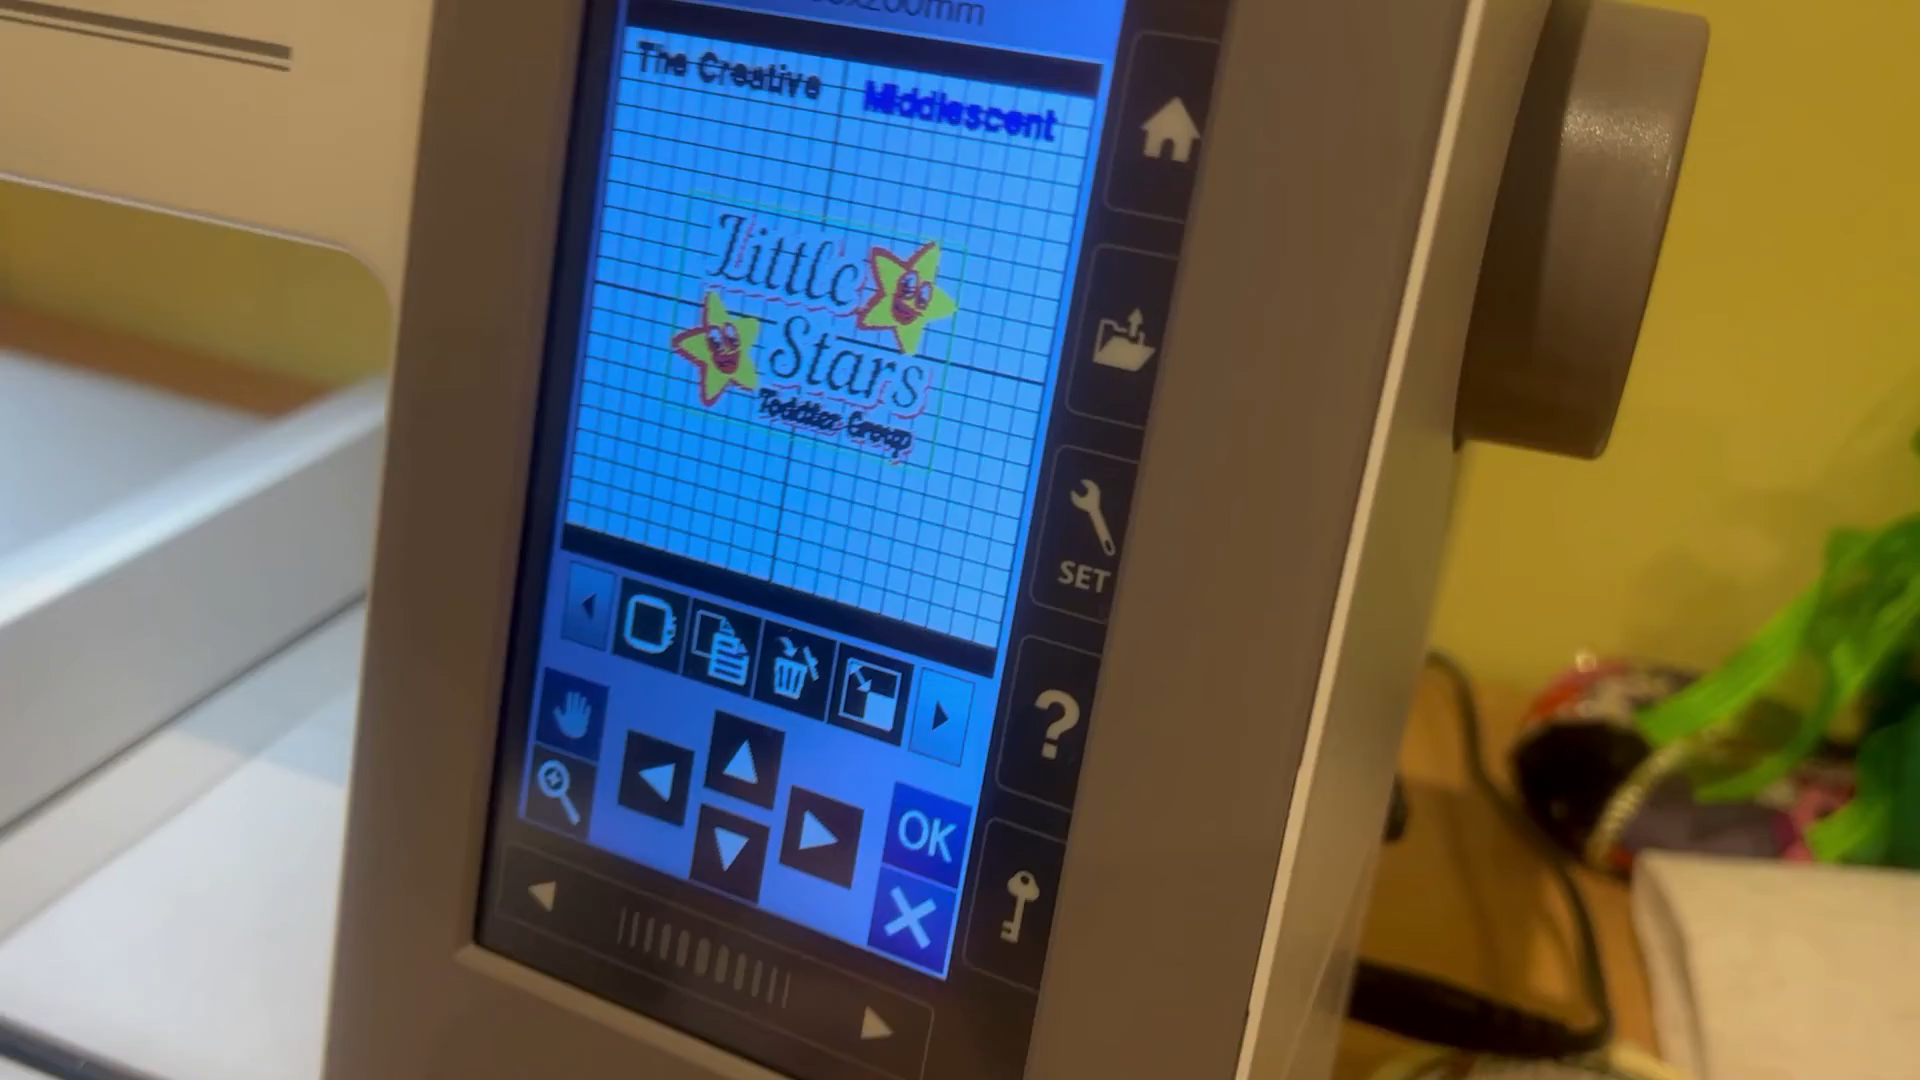 The Creative Middlescent
Little
Stars
Toddler Group
SET
?
OK